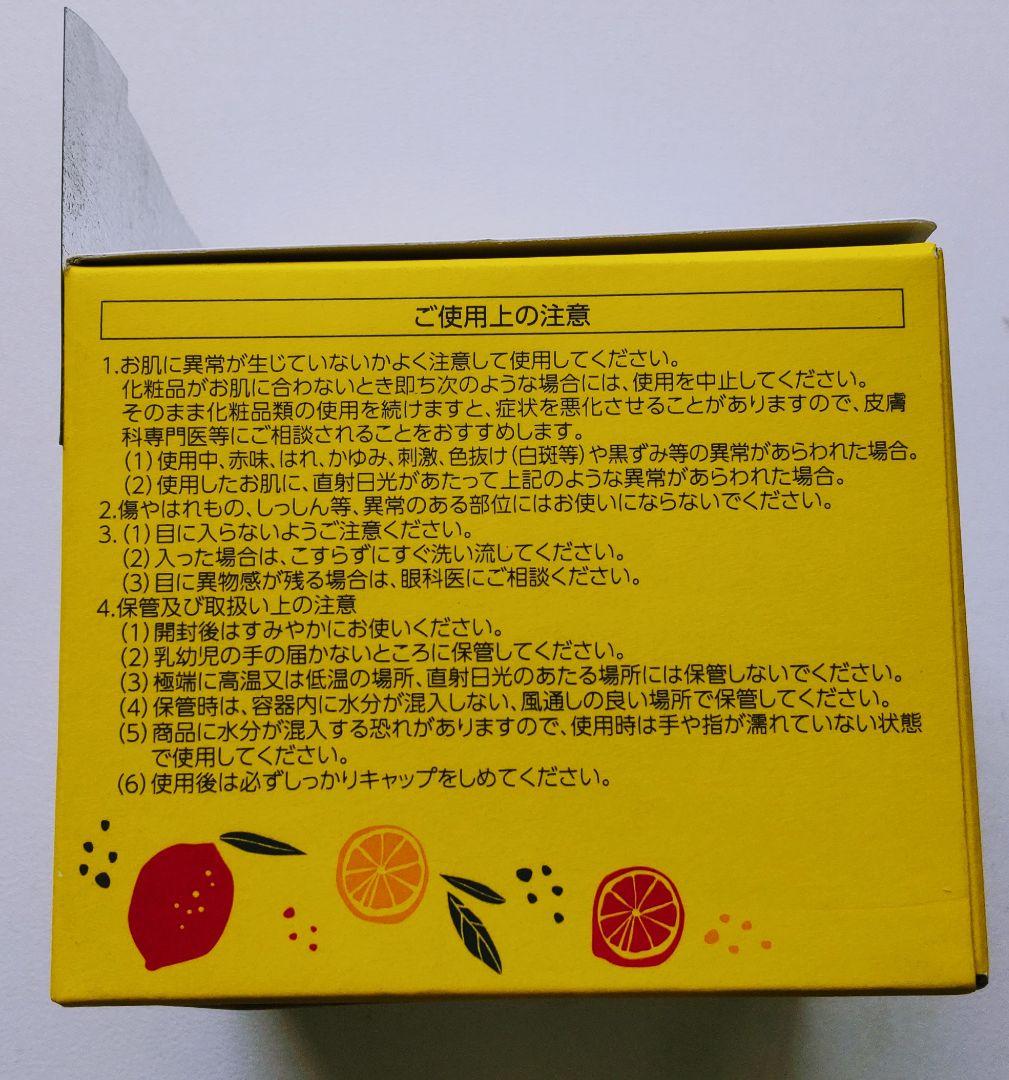 ご使用上の注意
1.お肌に異常が生じていないかよく注意して使用してください。
化粧品がお肌に合わないとき即ち次のような場合には、使用を中止してください。
そのまま化粧品類の使用を続けますと、症状を悪化させることがありますので、皮膚
科専門医等にご相談されることをおすすめします。
(1)使用中、赤味、はれ、かゆみ、刺激、色抜け(白斑等)や黒ずみ等の異常があらわれた場合。
(2)使用したお肌に、直射日光があたって上記のような異常があらわれた場合。
2.傷やはれもの、しっしん等、異常のある部位にはお使いにならないでください。
3.(1)目に入らないようご注意ください。
(2)入った場合は、こすらずにすぐ洗い流してください。
(3)目に異物感が残る場合は、眼科医にご相談ください。
4.保管及び取扱い上の注意
(1)開封後はすみやかにお使いください。
(2)乳幼児の手の届かないところに保管してください。
(3)極端に高温又は低温の場所、直射日光のあたる場所には保管しないでください。
(4)保管時は、容器内に水分が混入しない、風通しの良い場所で保管してください。
(5)商品に水分が混入する恐れがありますので、使用時は手や指が濡れていない状態
で使用してください。
(6)使用後は必ずしっかりキャップをしめてください。